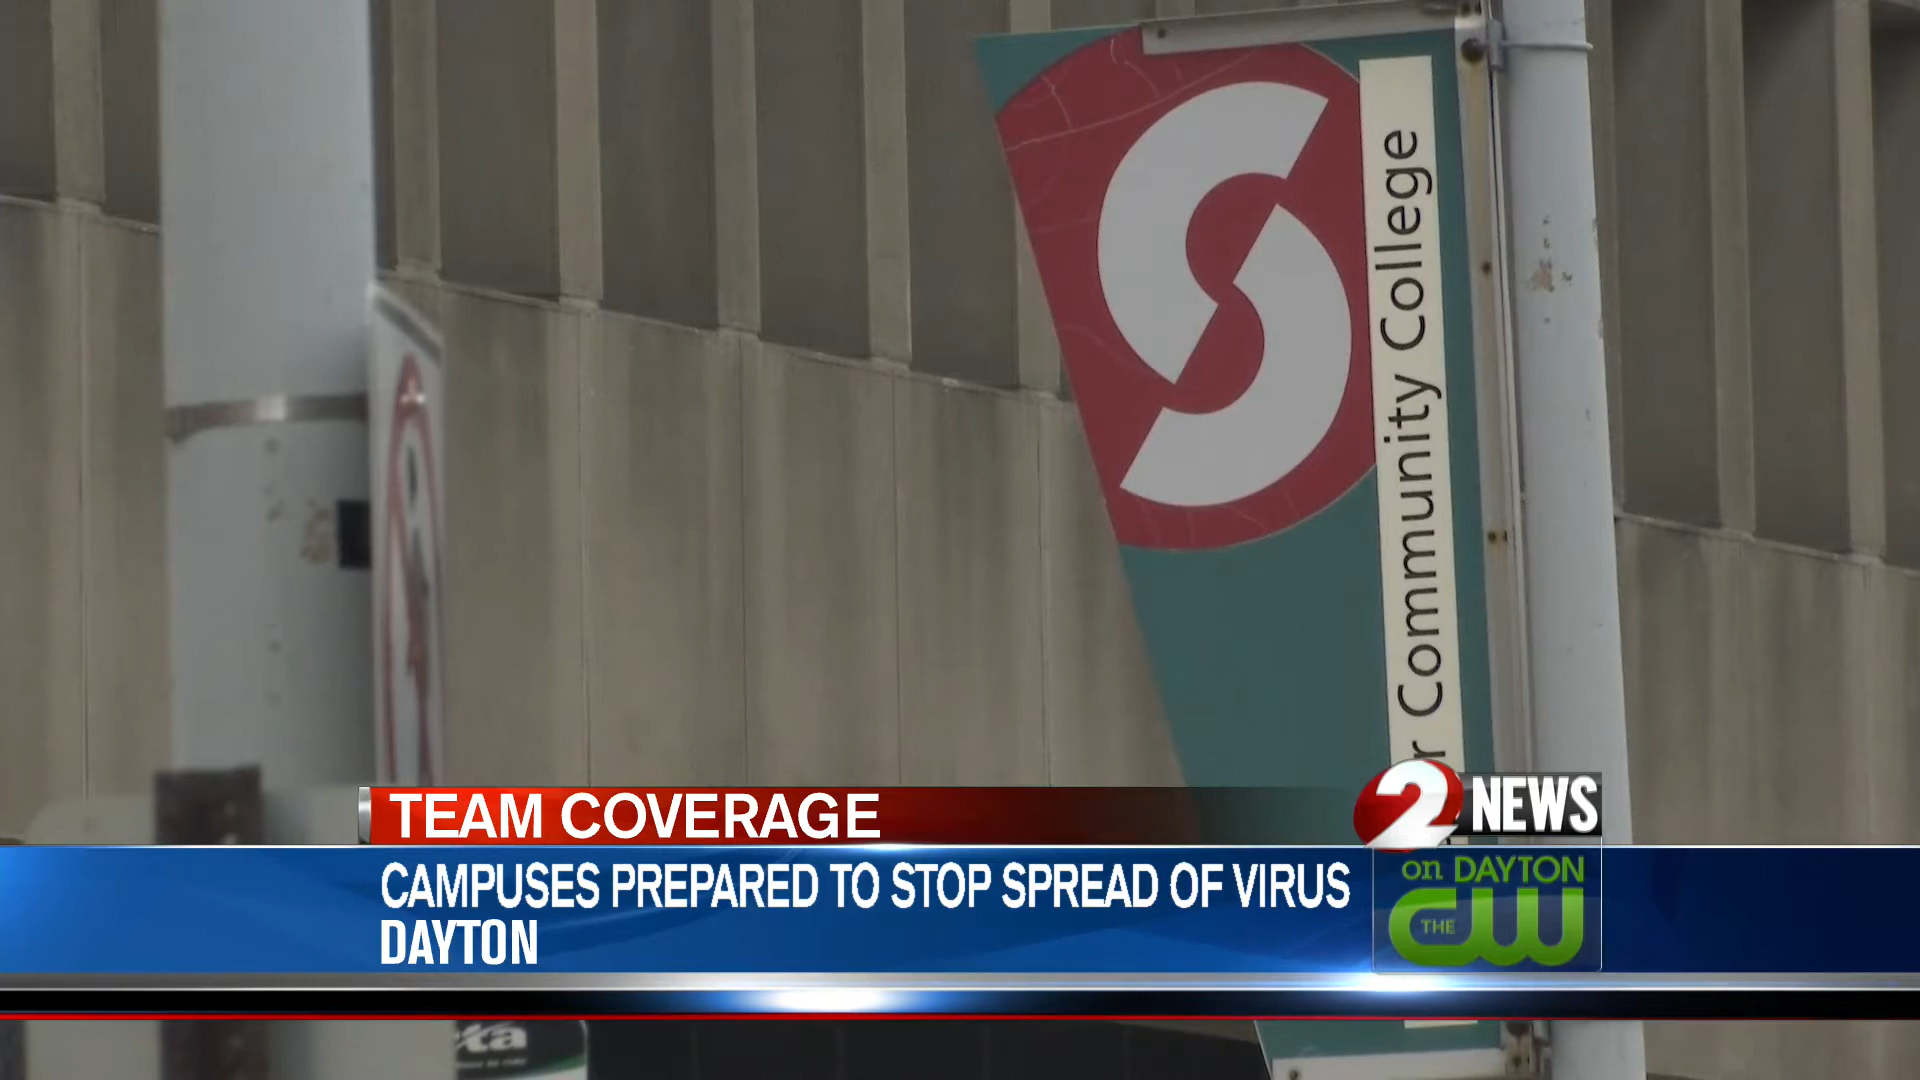 r Community College
TEAM COVERAGE
2 NEWS
CAMPUSES PREPARED TO STOP SPREAD OF VIRUS
DAYTON
on DAYTON
THE CW